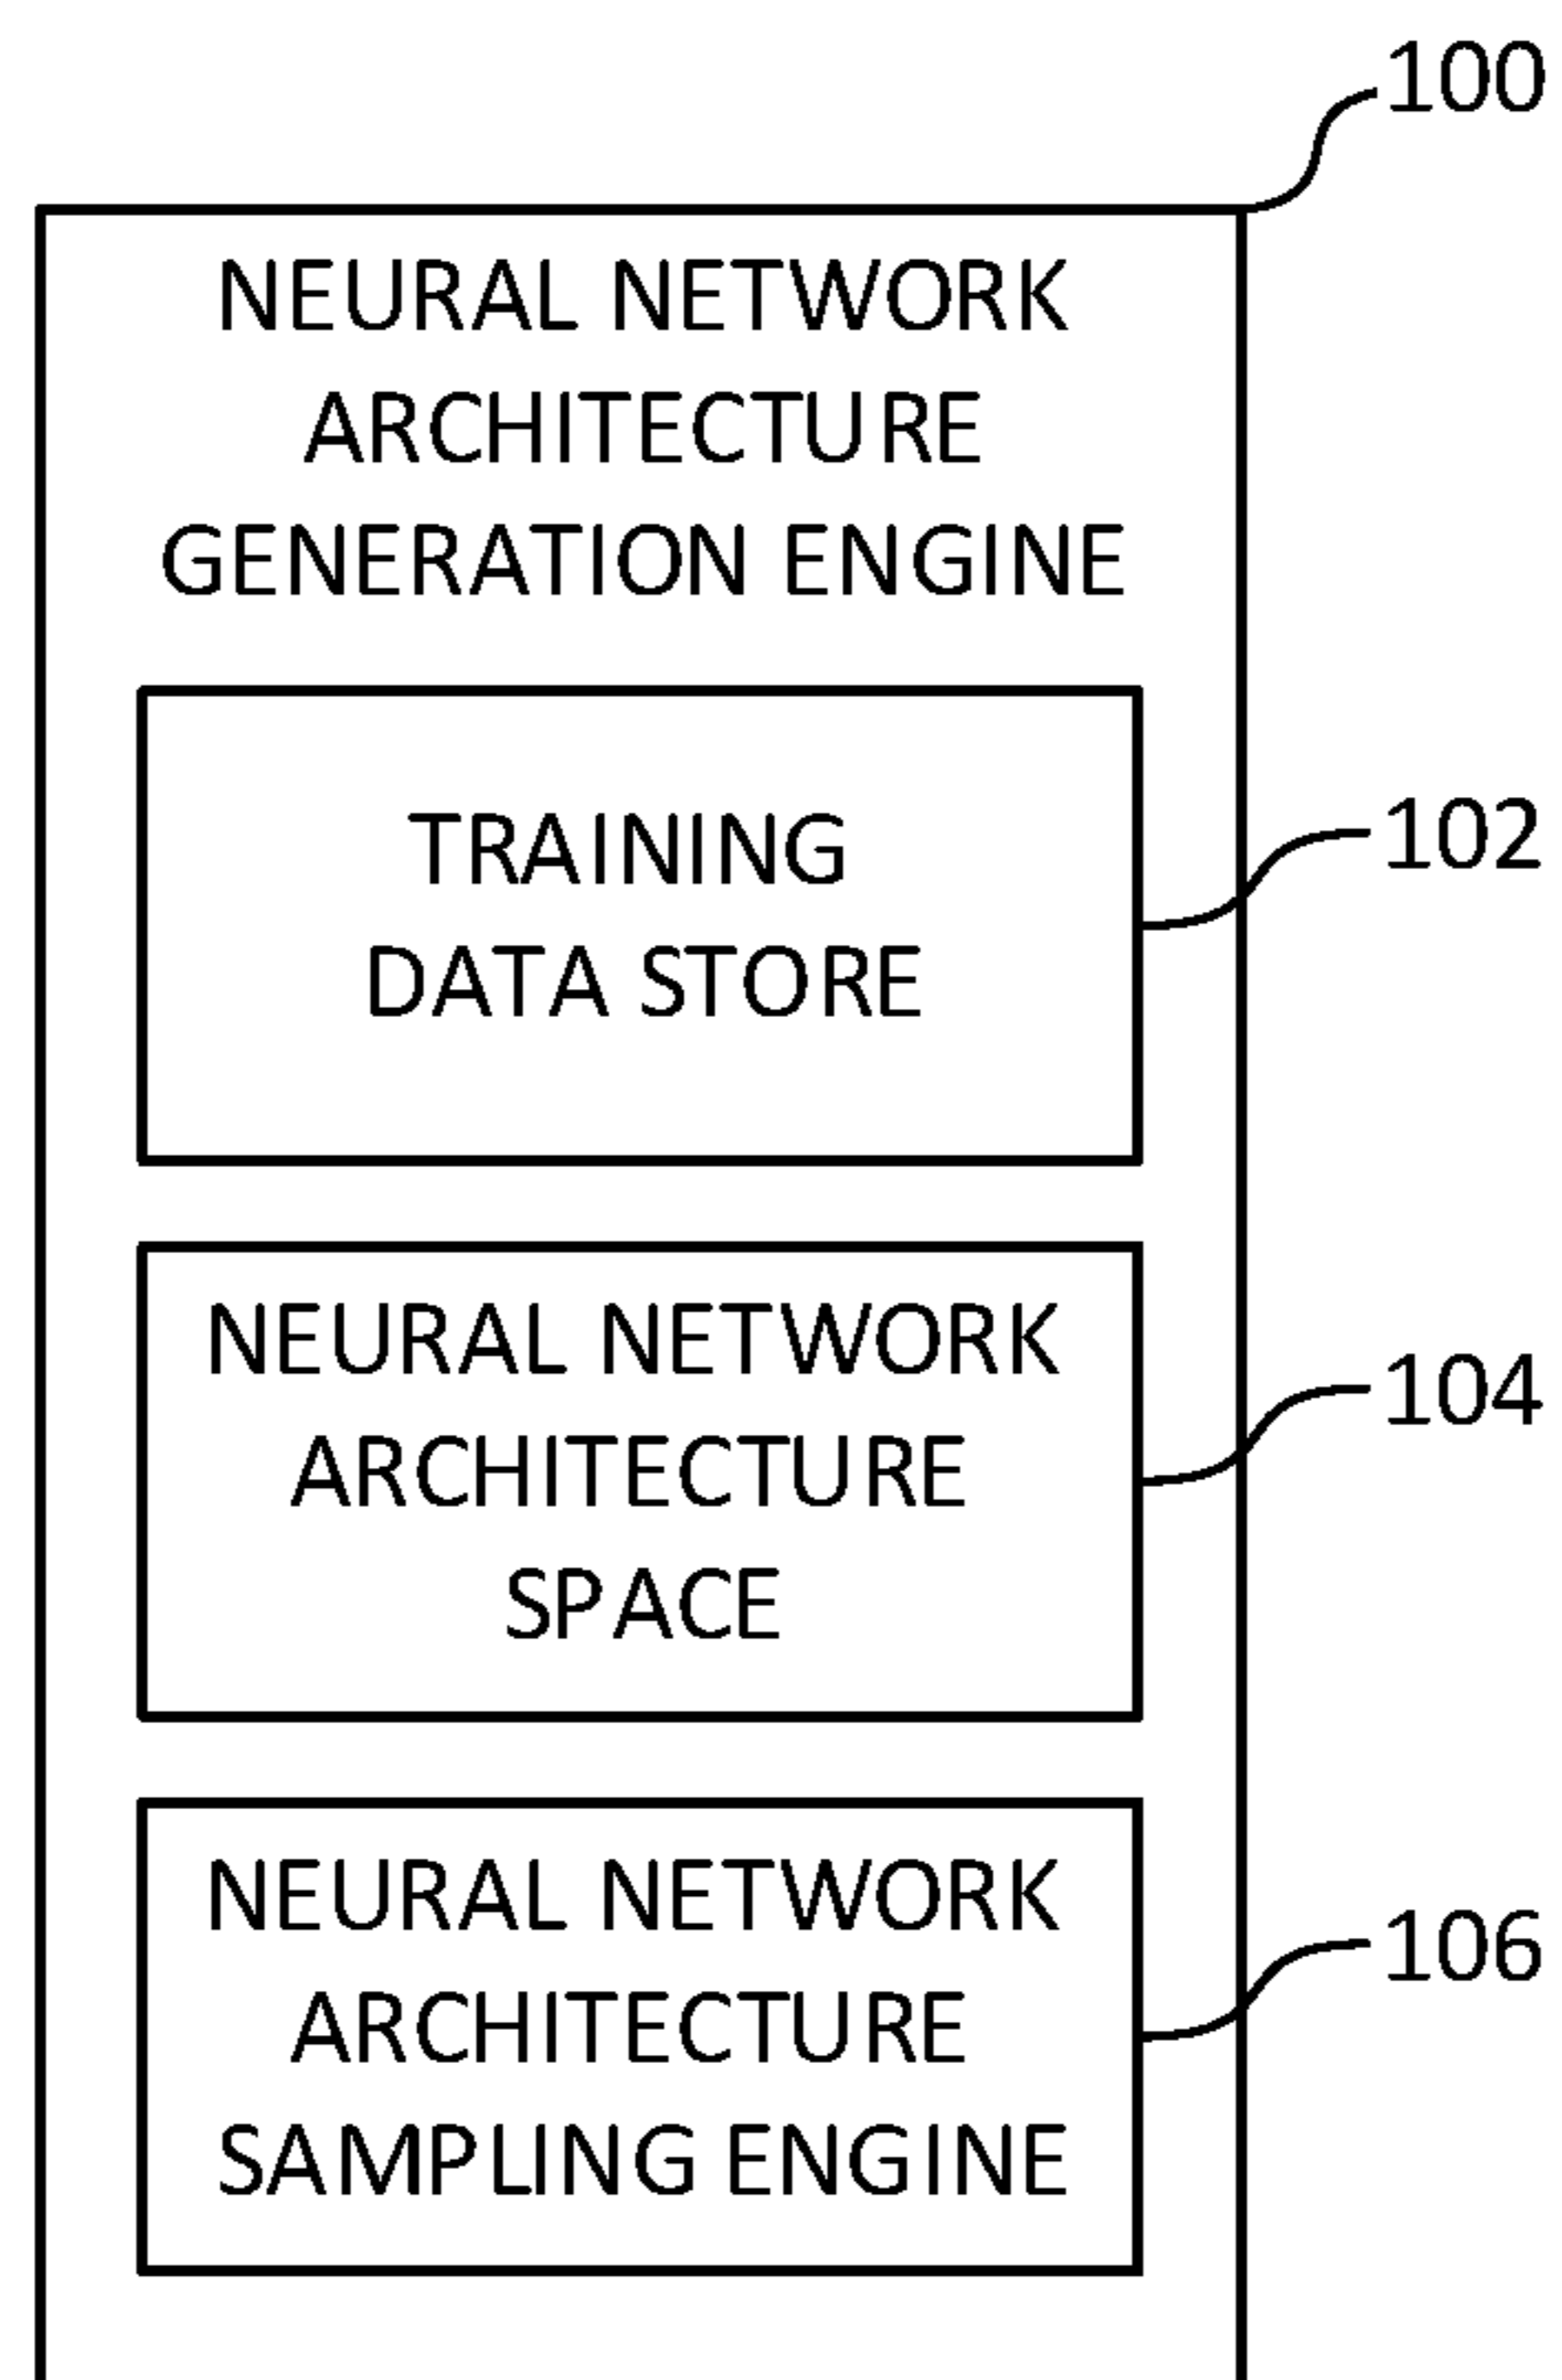 100
NEURAL NETWORK
ARCHITECTURE
GENERATION ENGINE
TRAINING
DATA STORE
102
NEURAL NETWORK
ARCHITECTURE
SPACE
104
NEURAL NETWORK
ARCHITECTURE
SAMPLING ENGINE
106